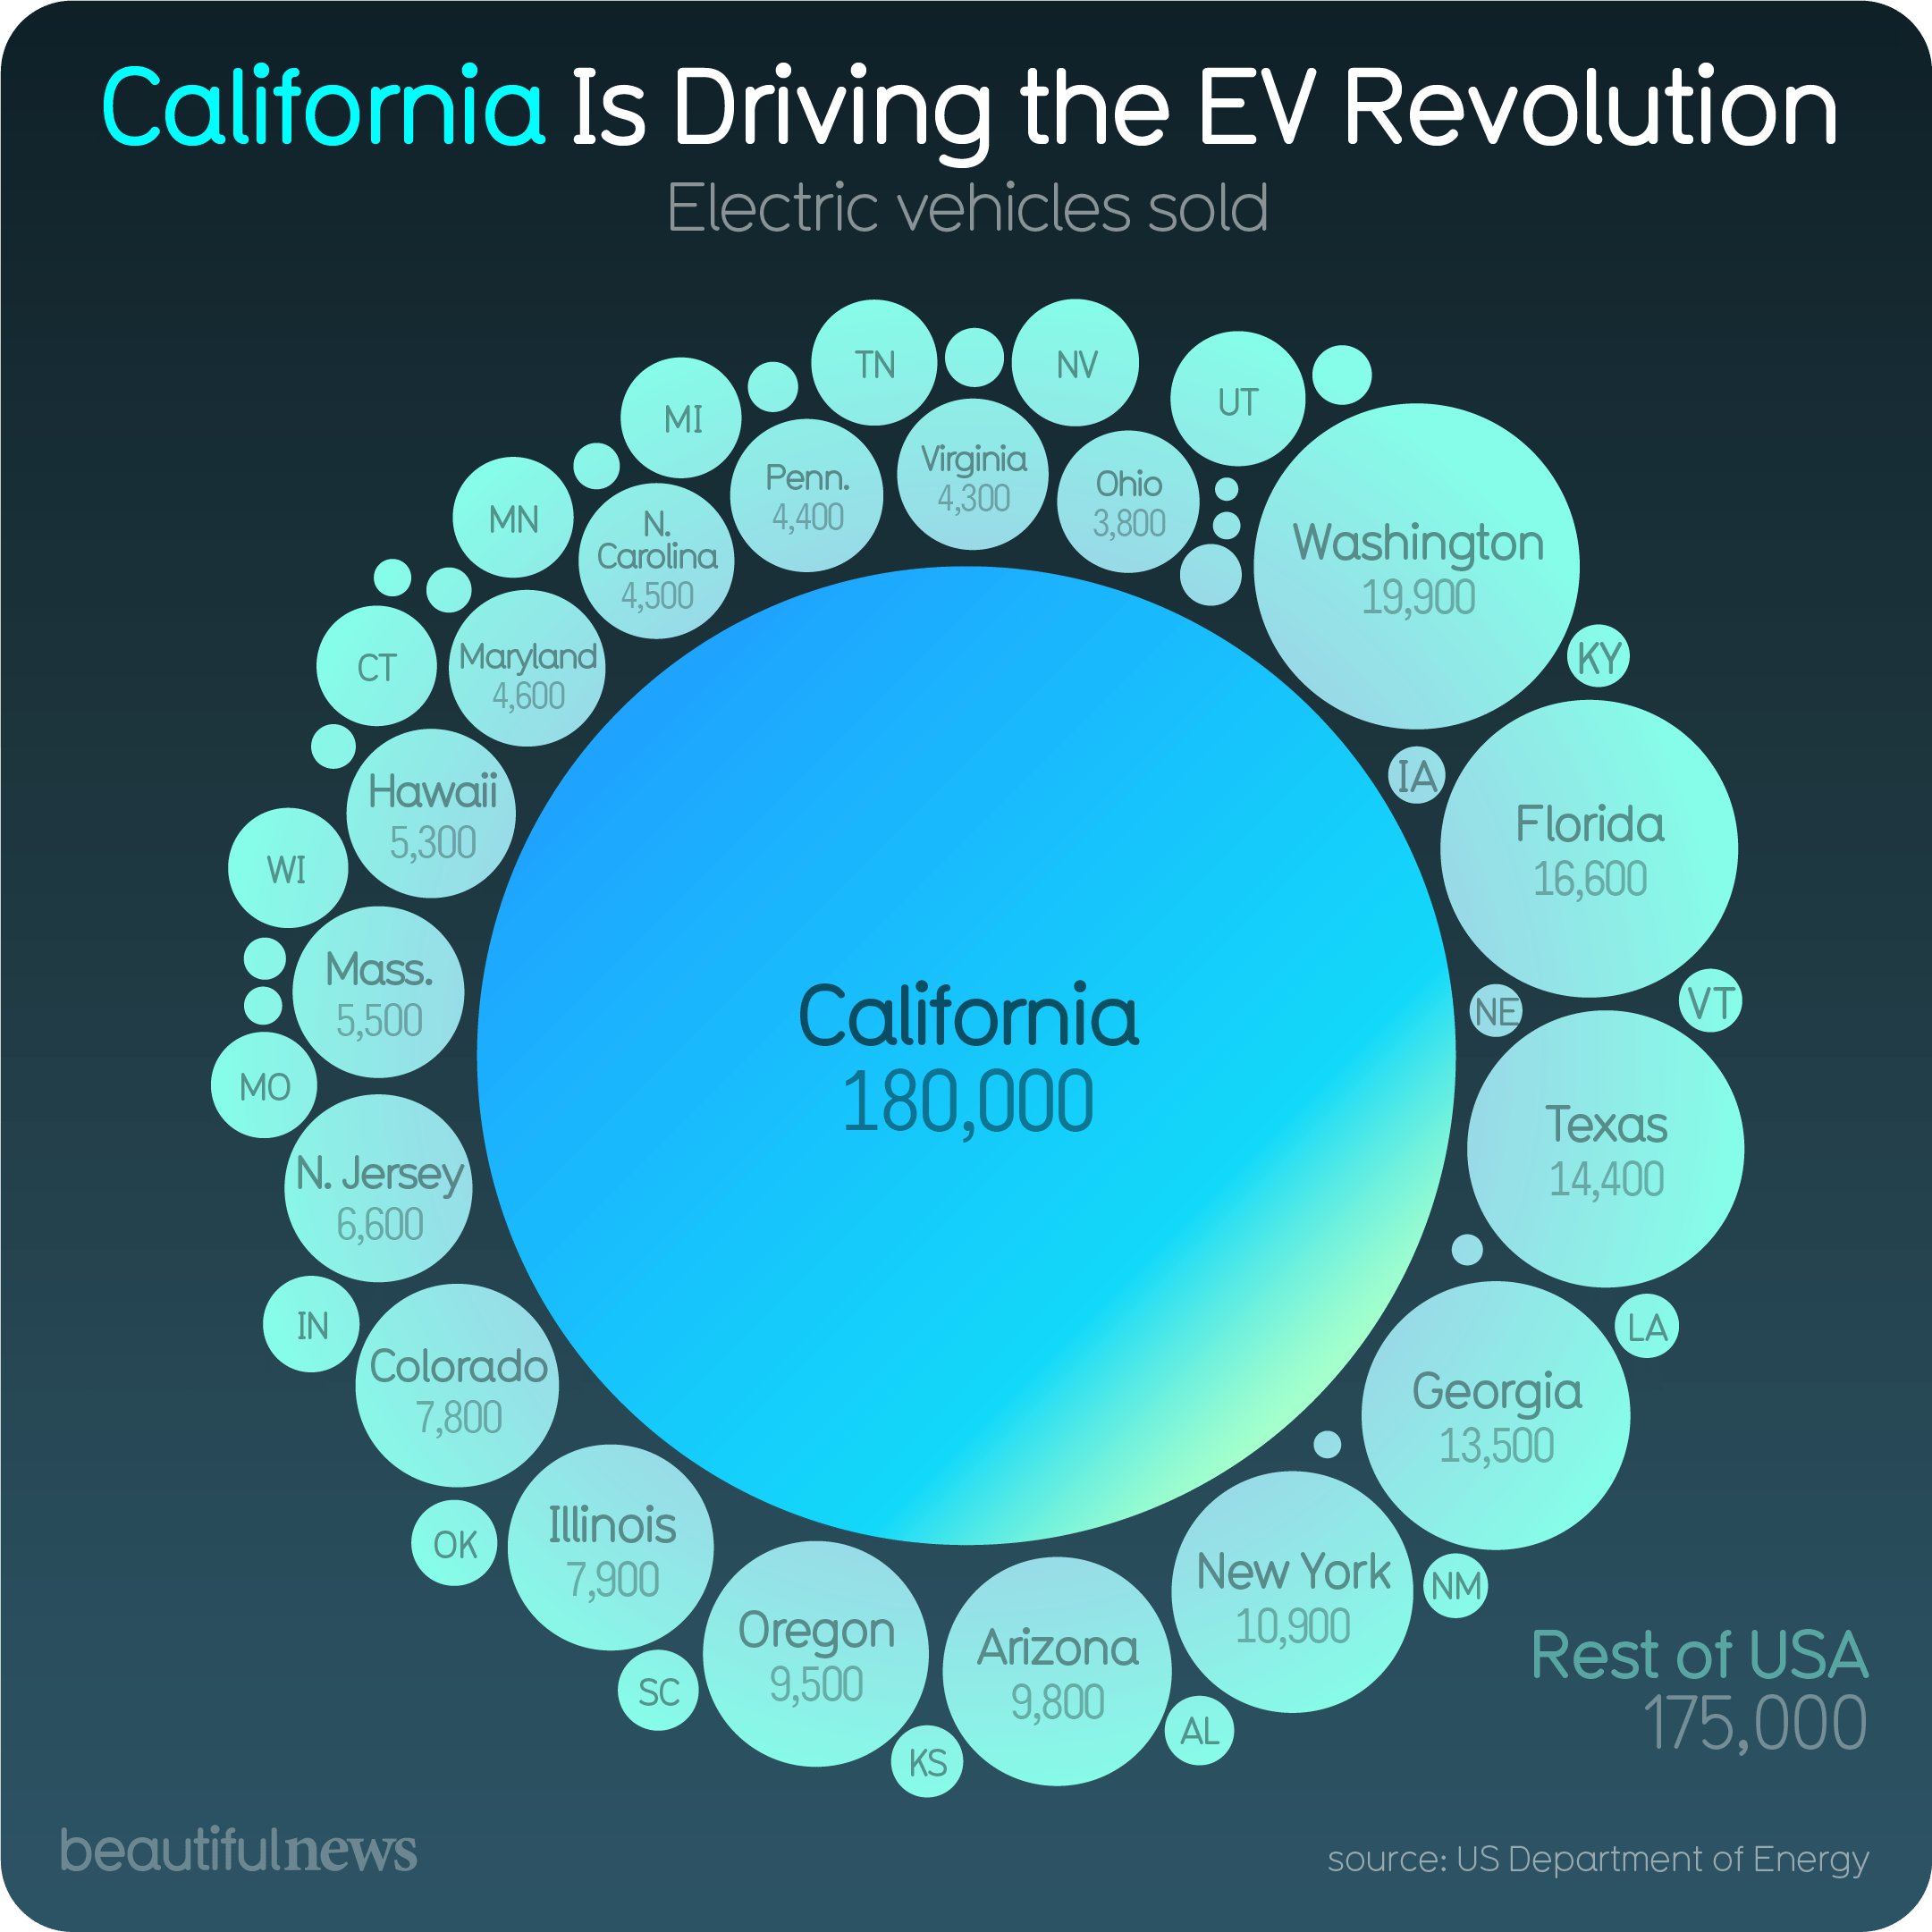 California Is Driving the EV Revolution
Electric vehicles sold
TN
NV
UT
MI
Virginia
4,300
Penn.
4,400
Ohio
3,800
MN
N.
Carolina
4,500
Washington
19,900
CT
Maryland
4,600
KY
IA
Hawaii
5,300
Florida
16,600
WI
Mass.
5,500
NE
VT
California
180,000
MO
N. Jersey
6,600
Texas
14,400
IN
Colorado
7,800
LA
Georgia
13,500
OK
Illinois
7,900
New York
10,900
NM
Oregon
9,500
Arizona
9,800
SC
AL
KS
Rest of USA
175,000
beautifulnews
source: US Department of Energy